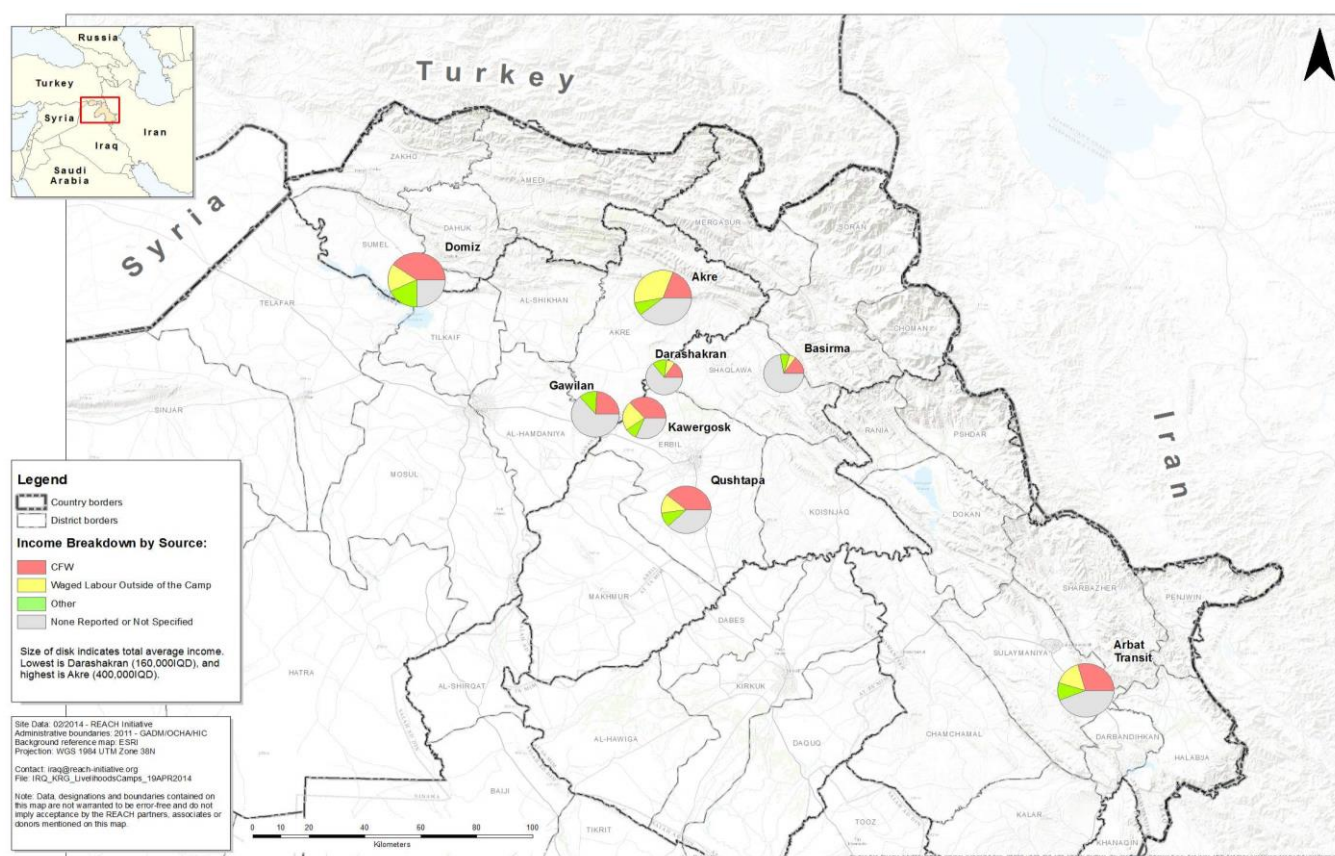 Russia
Turkey
Syria
Iran
Iraq
Saudi
Arabia
Turkey
Syria
Iran
ZAKHO
AMEDI
DAHUK
SUMEL
Domiz
MERGASUR
SORAN
Akre
TELAFAR
AL-SHIKHAN
AKRE
CHOMAN
TILKAIF
Darashakran
Basirma
SHAQLAWA
Gawilan
Kawergosk
SINJAR
AL-HAMDANIYA
ERBIL
RANIA
PSHDAR
MOSUL
Qushtapa
KOISNJAQ
DOKAN
MAKHMUR
SHARBAZHER
PENJWIN
DABES
Arbat
Transit
SULAYMANIYA
HATRA
AL-SHIRQAT
KIRKUK
AL-HAWIGA
DAQUQ
CHAMCHAMAL
DARBANDIHKAN
HALABJA
BAIJI
TIKRIT
TOOZ
KALAR
KHANAQIN
Legend
Country borders
District borders
Income Breakdown by Source:
CFW
Waged Labour Outside of the Camp
Other
None Reported or Not Specified
Size of disk indicates total average income.
Lowest is Darashakran (160,000IQD), and
highest is Akre (400,000IQD).
Site Data: 02/2014 - REACH Initiative
Administrative boundaries: 2011 - GADM/OCHA/HIC
Background reference map: ESRI
Projection: WGS 1984 UTM Zone 38N
Contact: iraq@reach-initiative.org
File: IRQ_KRG_LivelihoodsCamps_19APR2014
Note: Data, designations and boundaries contained on
this map are not warranted to be error-free and do not
imply acceptance by the REACH partners, associates or
donors mentioned on this map.
0 10 20 40 60 80 100
Kilometers